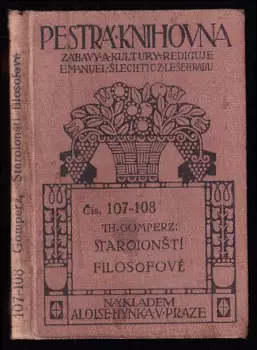 PESTRÁ·KNIHOVNA
ZÁBAVY·A·KULTURY·REDIGUJE
EMANUEL·ŠLECHTIC·Z·LEŠEHRADU
Čís. 107-108
TH. GOMPERZ:
STAROIONŠTÍ
FILOSOFOVÉ
NÁKLADEM
ALOISE·HYNKA·V·PRAZE
107-108 Gomperz, Staroionští filosofové